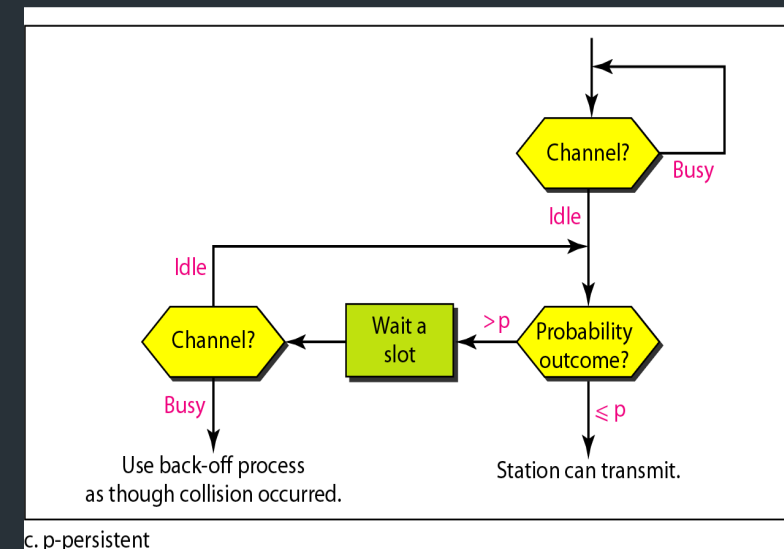 Channel?
Busy
Idle
Idle
Channel?
Wait a
slot
>p
Probability
outcome?
Busy
⩽ p
Use back-off process
as though collision occurred.
Station can transmit.
c. p-persistent